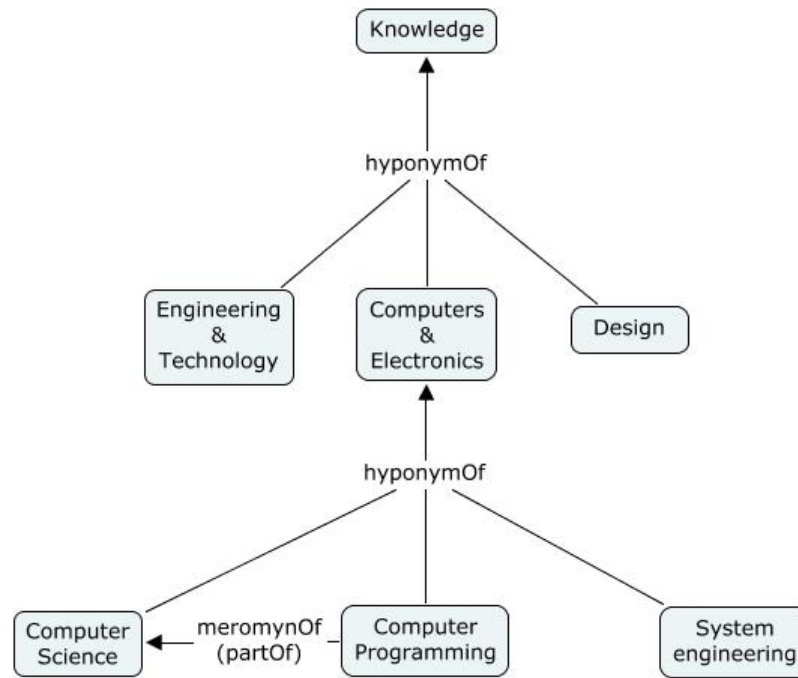 Knowledge
hyponymOf
Engineering
&
Technology
Computers
&
Electronics
Design
hyponymOf
Computer
Science
meromynOf
(partOf)
Computer
Programming
System
engineering